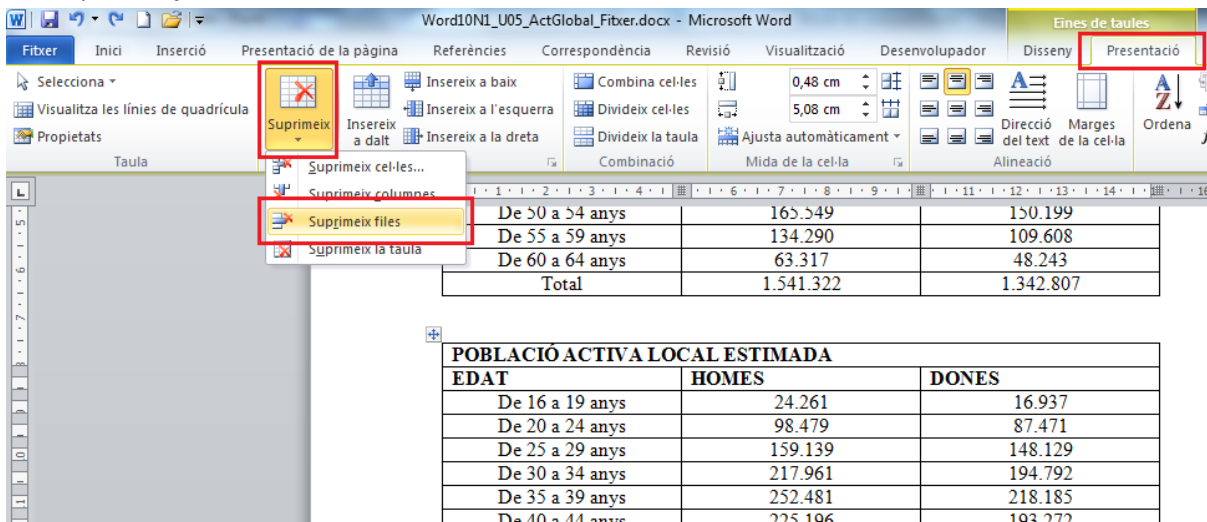 Word10N1_U05_ActGlobal_Fitxer.docx - Microsoft Word
Eines de taules
Fitxer Inici Inserció Presentació de la pàgina Referències Correspondència Revisió Visualització Desenvolupador Disseny Presentació
Selecciona
Visualitza les línies de quadrícula
Propietats
Taula
Suprimeix
Insereix a dalt
Insereix a baix
Insereix a l'esquerra
Insereix a la dreta
Combina cel·les
Divideix cel·les
Divideix la taula
Combinació
0,48 cm
5,08 cm
Ajusta automàticament
Mida de la cel·la
Direcció del text
Marges de la cel·la
Alineació
Ordena
Suprimeix cel·les...
Suprimeix columnes
Suprimeix files
Suprimeix la taula
De 50 a 54 anys 165.549 150.199
De 55 a 59 anys 134.290 109.608
De 60 a 64 anys 63.317 48.243
Total 1.541.322 1.342.807
POBLACIÓ ACTIVA LOCAL ESTIMADA
EDAT HOMES DONES
De 16 a 19 anys 24.261 16.937
De 20 a 24 anys 98.479 87.471
De 25 a 29 anys 159.139 148.129
De 30 a 34 anys 217.961 194.792
De 35 a 39 anys 252.481 218.185
De 40 a 44 anys 225.196 193.272